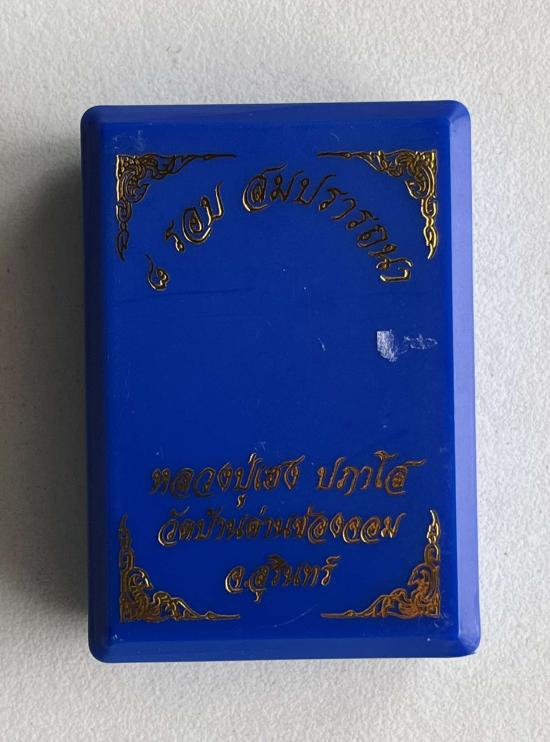 ๘ รอบ สมปรารถนา
หลวงปู่เฮง ปภาโส
วัดบ้านด่านช่องจอม
จ.สุรินทร์